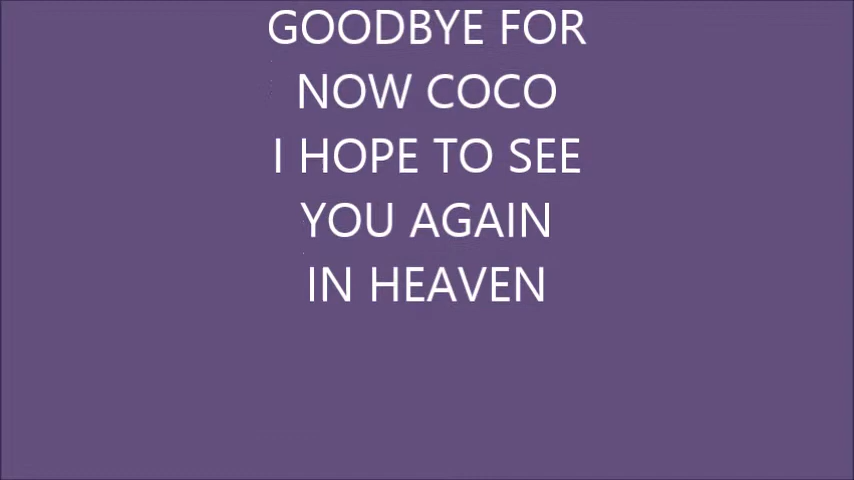 GOODBYE FOR
NOW COCO
I HOPE TO SEE
YOU AGAIN
IN HEAVEN